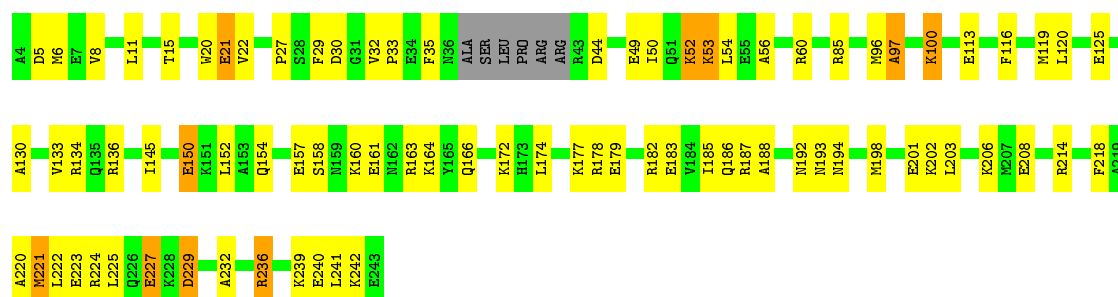 A4 D5 M6 E7 V8 L11 T15 W20 E21 V22 P27 S28 F29 D30 G31 V32 P33 E34 F35 N36 ALA SER LEU PRO ARG ARG R43 D44 E49 I50 Q51 K52 K53 L54 E55 A56 R60 R85 M96 A97 K100 E113 F116 M119 L120 E125
A130 V133 R134 Q135 R136 I145 E150 K151 L152 A153 Q154 E157 S158 N159 K160 E161 N162 R163 K164 Y165 Q166 K172 H173 L174 K177 R178 E179 R182 E183 V184 I185 Q186 R187 A188 N192 N193 N194 M198 E201 K202 L203 K206 M207 E208 R214 F218 A219
A220 M221 L222 E223 R224 L225 Q226 E227 K228 D229 A232 R236 K239 E240 L241 K242 E243